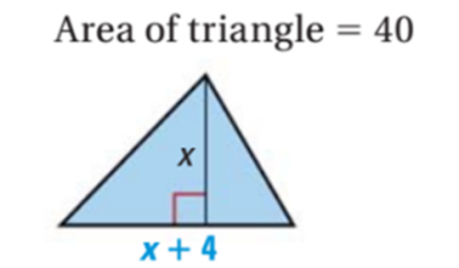 Area of triangle = 40
x
x + 4